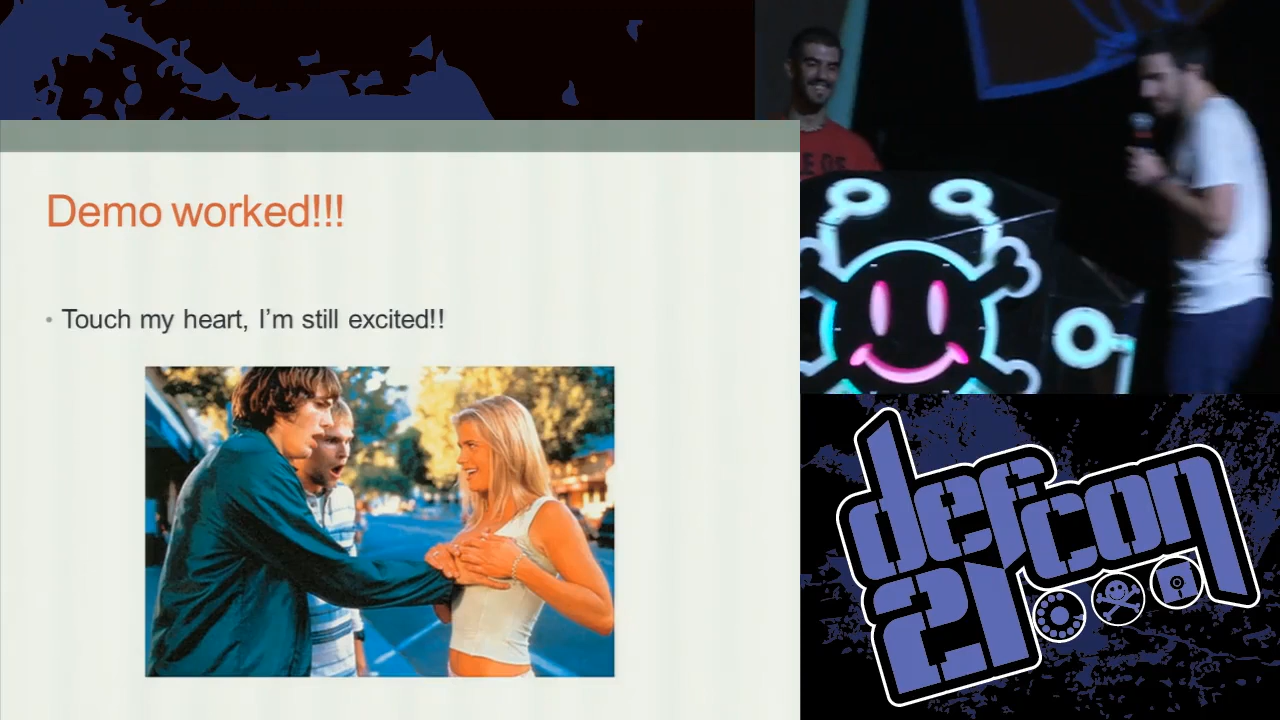 Demo worked!!!
• Touch my heart, I'm still excited!!
defcon
21